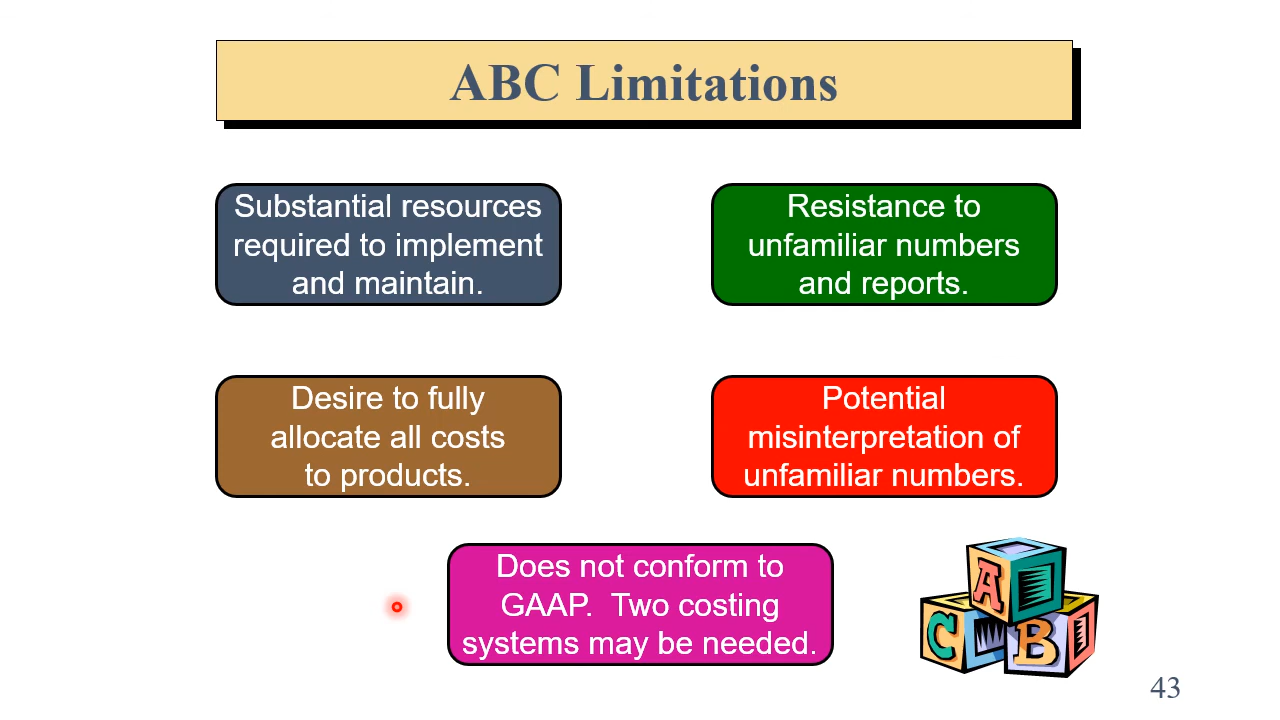 ABC Limitations
Substantial resources
required to implement
and maintain.
Resistance to
unfamiliar numbers
and reports.
Desire to fully
allocate all costs
to products.
Potential
misinterpretation of
unfamiliar numbers.
Does not conform to
GAAP.  Two costing
systems may be needed.
A
C
B
43